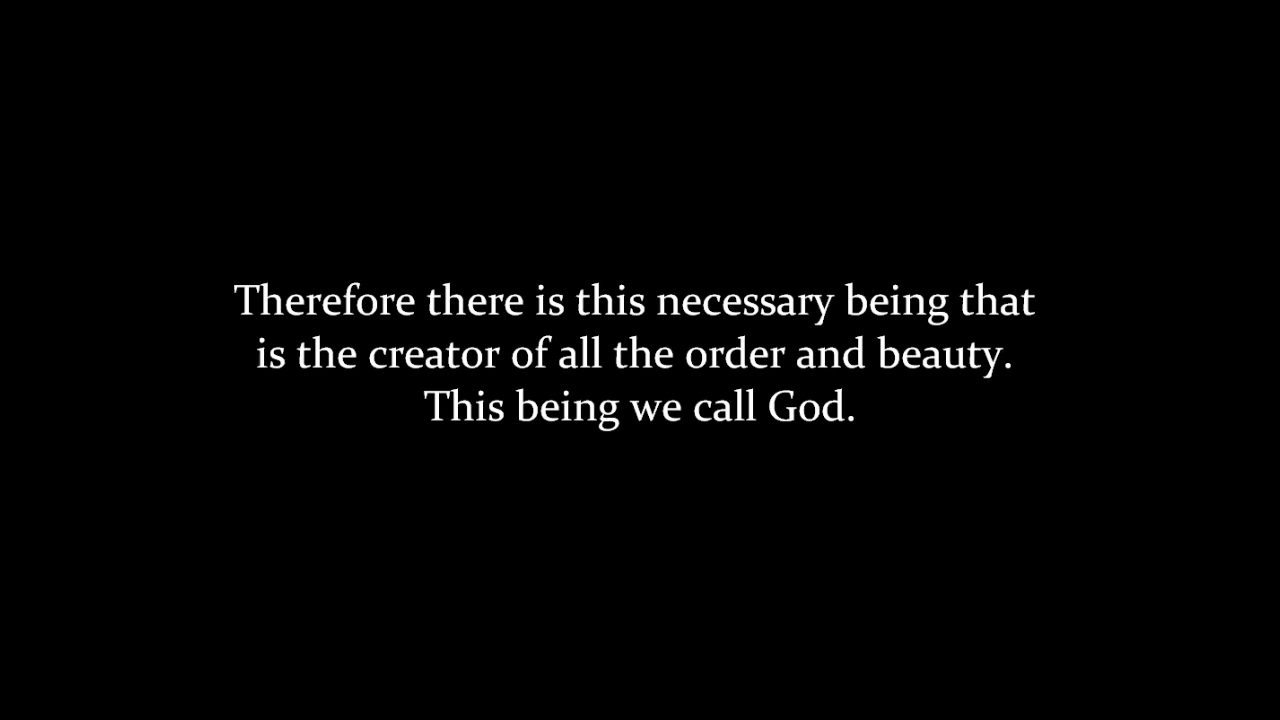 Therefore there is this necessary being that
is the creator of all the order and beauty.
This being we call God.